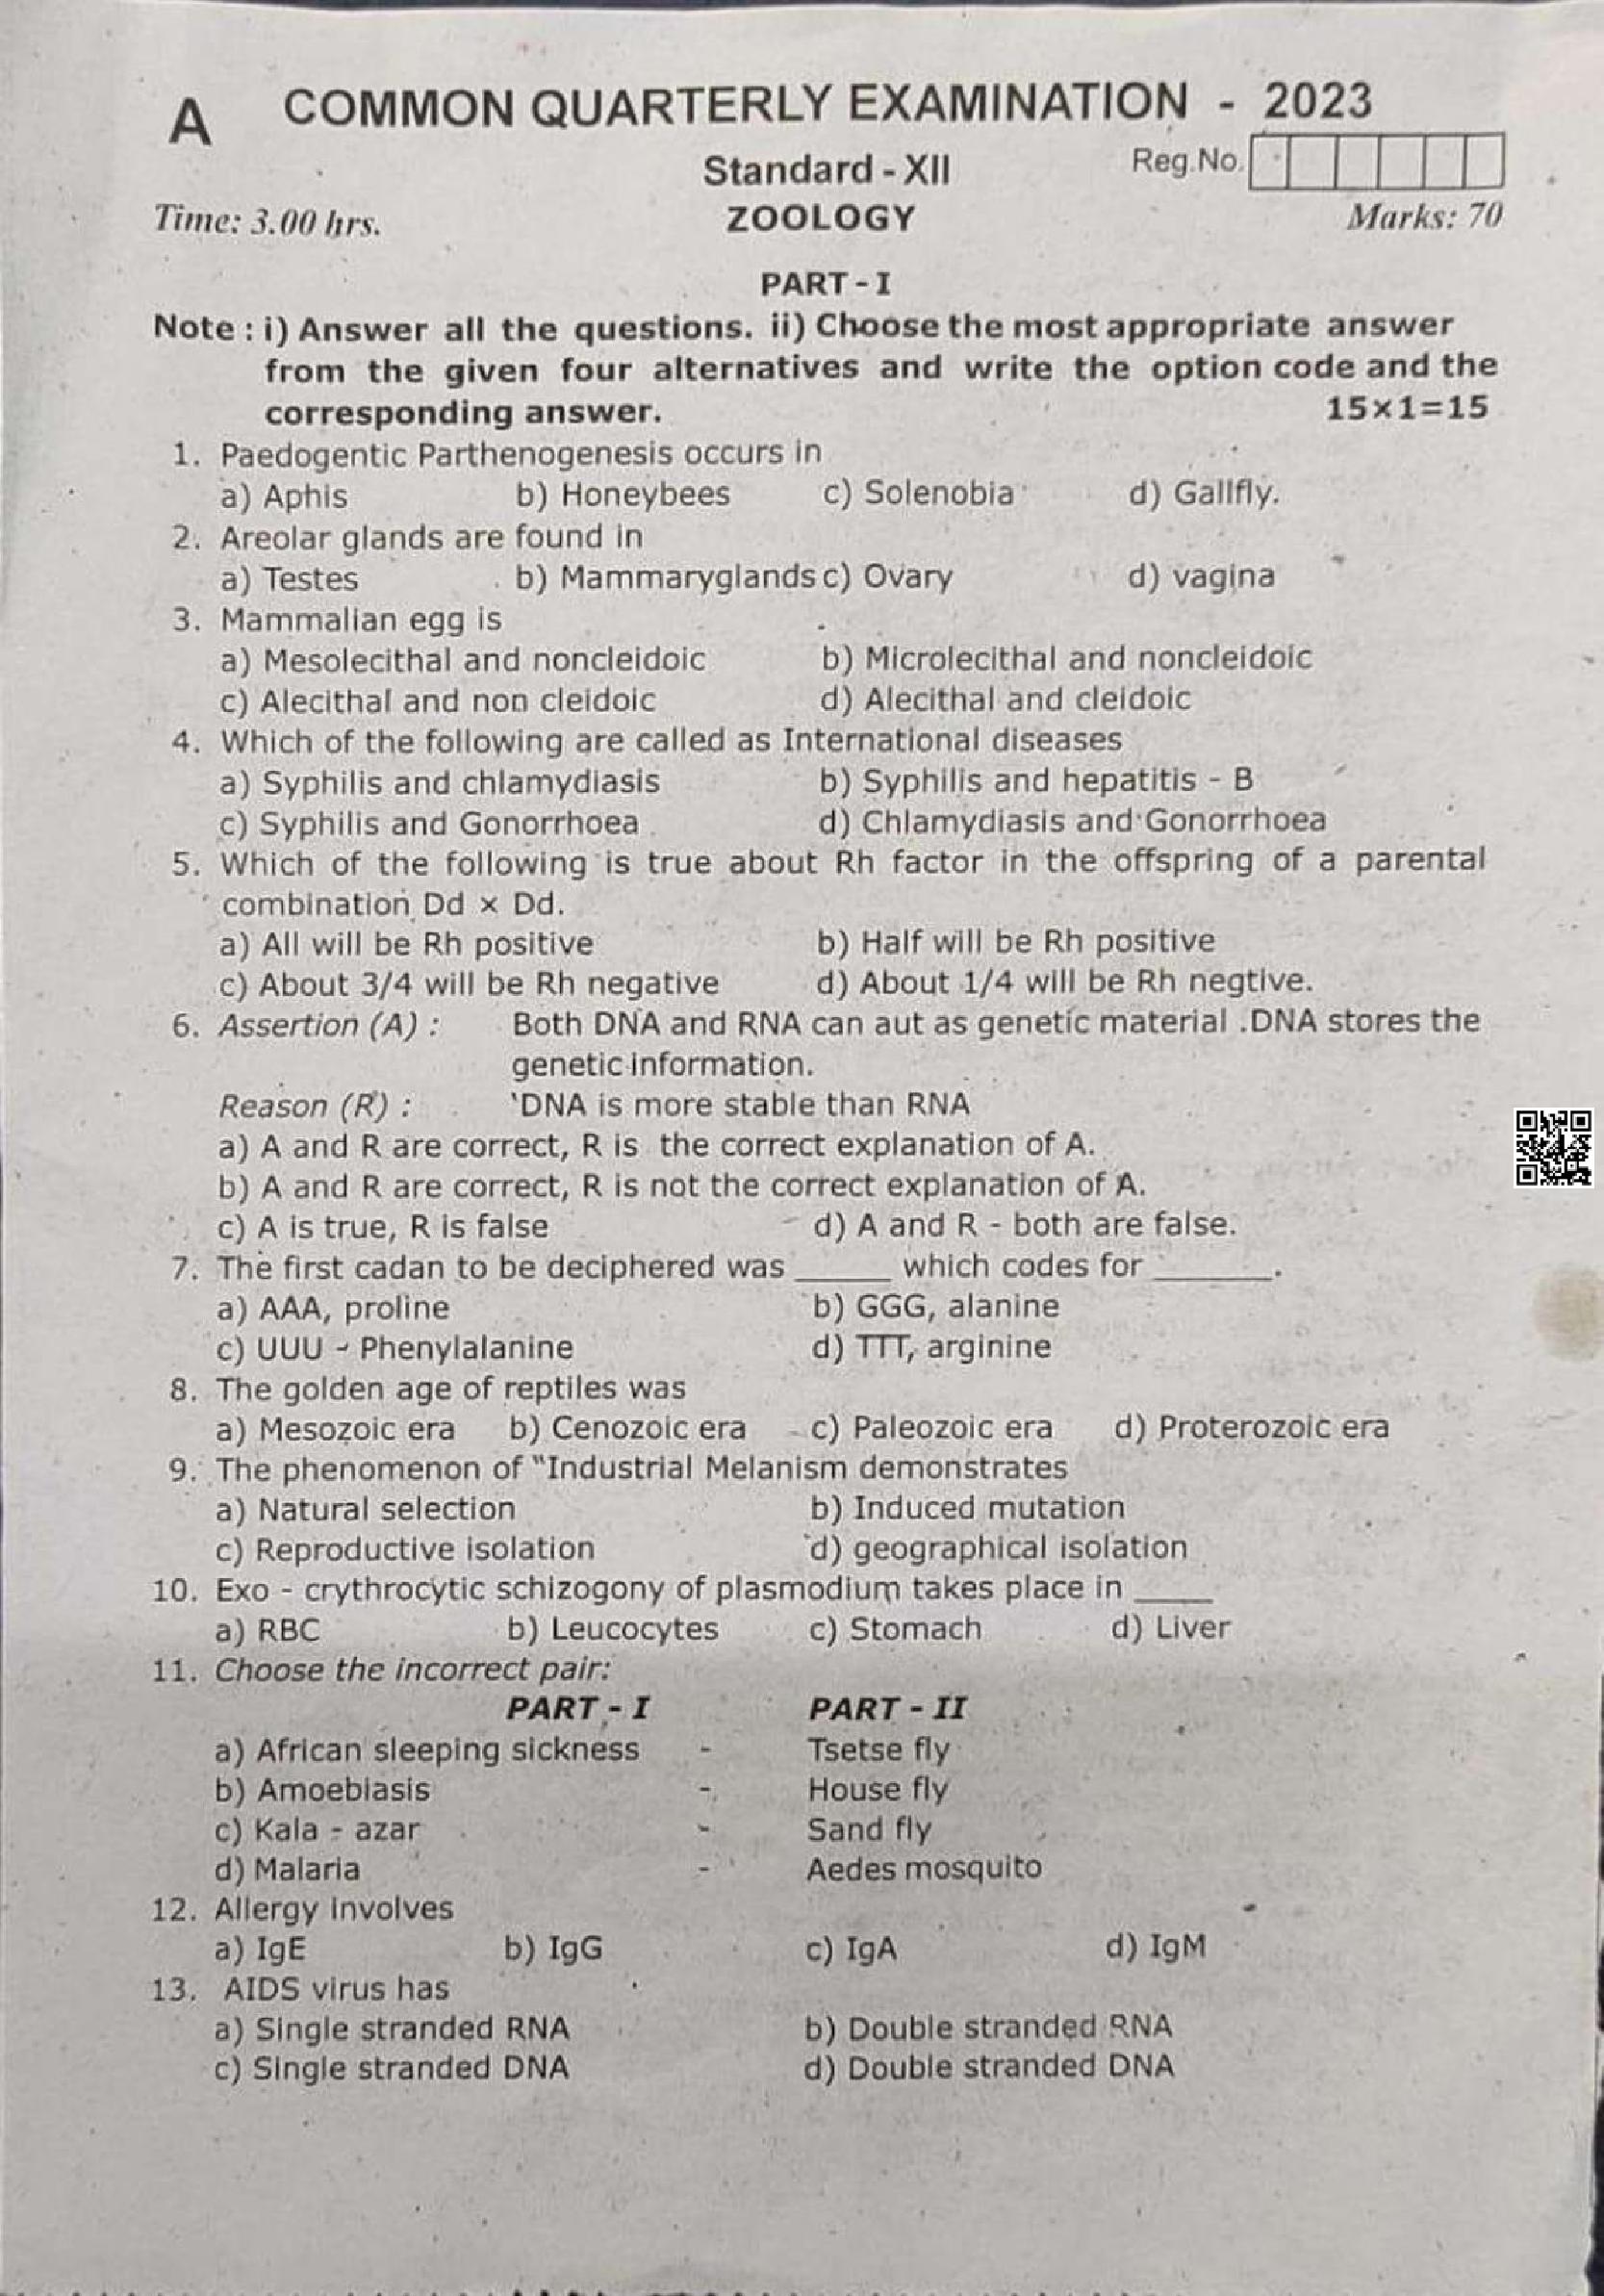 A COMMON QUARTERLY EXAMINATION - 2023
Standard - XII Reg.No.
Time: 3.00 hrs. ZOOLOGY Marks: 70
PART - I
Note : i) Answer all the questions. ii) Choose the most appropriate answer
from the given four alternatives and write the option code and the
corresponding answer. 15×1=15
1. Paedogentic Parthenogenesis occurs in
a) Aphis b) Honeybees c) Solenobia d) Gallfly.
2. Areolar glands are found in
a) Testes b) Mammaryglands c) Ovary d) vagina
3. Mammalian egg is
a) Mesolecithal and noncleidoic b) Microlecithal and noncleidoic
c) Alecithal and non cleidoic d) Alecithal and cleidoic
4. Which of the following are called as International diseases
a) Syphilis and chlamydiasis b) Syphilis and hepatitis - B
c) Syphilis and Gonorrhoea d) Chlamydiasis and Gonorrhoea
5. Which of the following is true about Rh factor in the offspring of a parental
combination Dd × Dd.
a) All will be Rh positive b) Half will be Rh positive
c) About 3/4 will be Rh negative d) About 1/4 will be Rh negtive.
6. Assertion (A) : Both DNA and RNA can aut as genetic material .DNA stores the
genetic information.
Reason (R) : 'DNA is more stable than RNA
a) A and R are correct, R is the correct explanation of A.
b) A and R are correct, R is not the correct explanation of A.
c) A is true, R is false d) A and R - both are false.
7. The first cadan to be deciphered was _____ which codes for ______.
a) AAA, proline b) GGG, alanine
c) UUU - Phenylalanine d) TTT, arginine
8. The golden age of reptiles was
a) Mesozoic era b) Cenozoic era c) Paleozoic era d) Proterozoic era
9. The phenomenon of "Industrial Melanism demonstrates
a) Natural selection b) Induced mutation
c) Reproductive isolation d) geographical isolation
10. Exo - crythrocytic schizogony of plasmodium takes place in ____
a) RBC b) Leucocytes c) Stomach d) Liver
11. Choose the incorrect pair:
PART - I PART - II
a) African sleeping sickness - Tsetse fly
b) Amoebiasis - House fly
c) Kala - azar - Sand fly
d) Malaria - Aedes mosquito
12. Allergy involves
a) IgE b) IgG c) IgA d) IgM
13. AIDS virus has
a) Single stranded RNA b) Double stranded RNA
c) Single stranded DNA d) Double stranded DNA